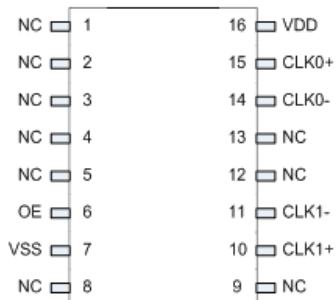 NC 1 16 VDD
NC 2 15 CLK0+
NC 3 14 CLK0-
NC 4 13 NC
NC 5 12 NC
OE 6 11 CLK1-
VSS 7 10 CLK1+
NC 8 9 NC